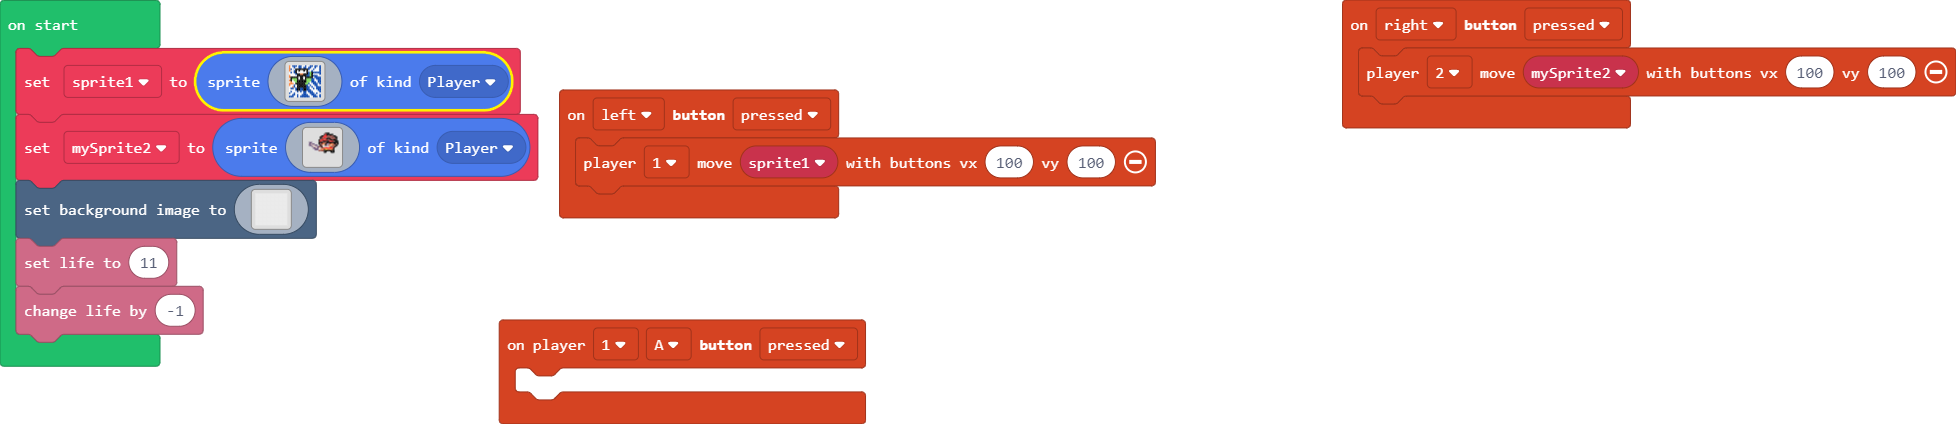 on start
set sprite1 to sprite of kind Player
set mySprite2 to sprite of kind Player
set background image to
set life to 11
change life by -1
on left button pressed
player 1 move sprite1 with buttons vx 100 vy 100
on player 1 A button pressed
on right button pressed
player 2 move mySprite2 with buttons vx 100 vy 100